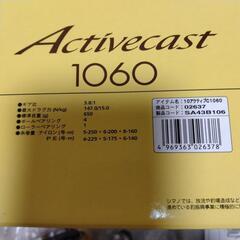 Activecast
1060
●ギア比 3.8:1
●最大ドラグ力(N/kg) 147.0/15.0
●標準自重(g) 650
●ボールベアリング 4
●ローラーベアリング 1
●糸巻量 ナイロン(号-m) 5-250・6-200・8-140
PE(号-m) 4-229・5-175・6-140
アイテム名:10アクティブC1060
商品コード: 02637
製品コード: SA43B106
4 969363 026378
シマノでは、故